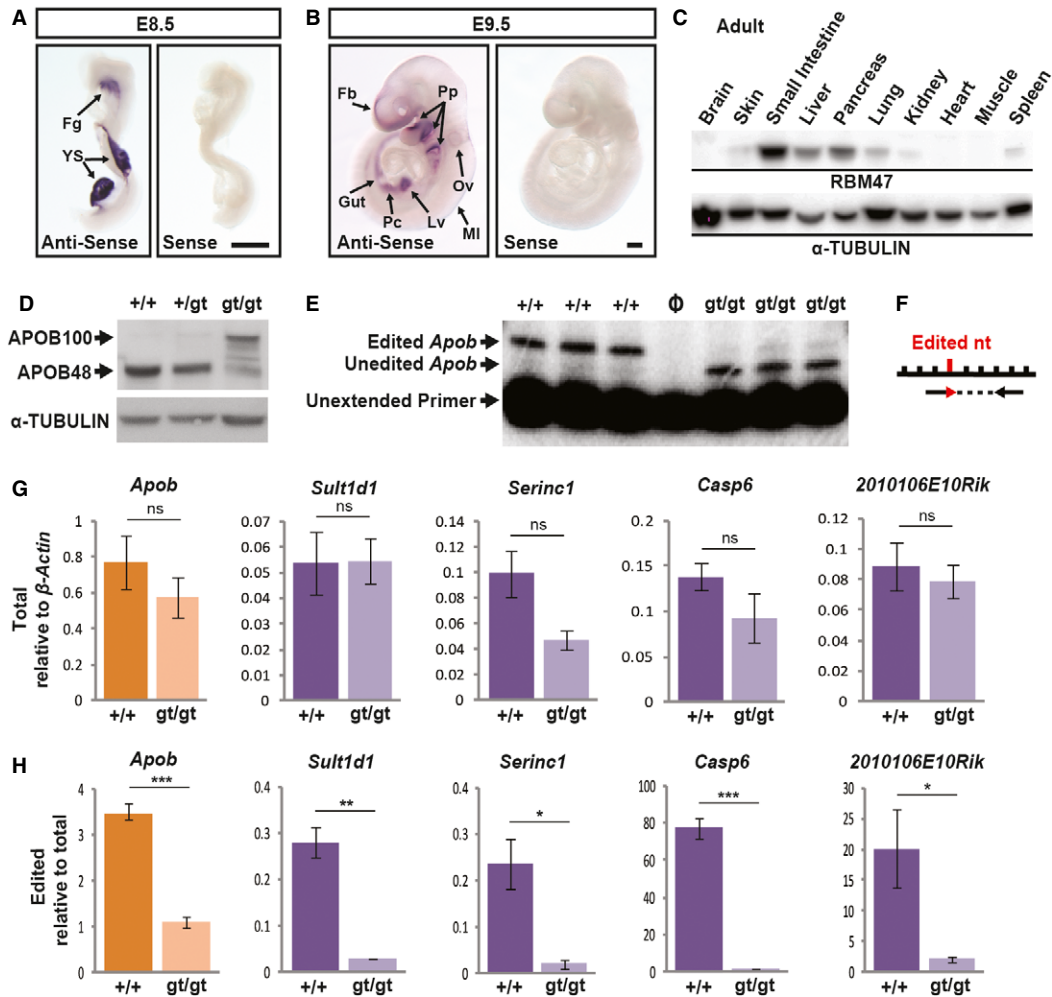 A
E8.5
Fg
YS
Anti-Sense
Sense
B
E9.5
Fb
Pp
Gut
Pc
Lv
Ov
Ml
Anti-Sense
Sense
C
Adult
Brain
Skin
Small Intestine
Liver
Pancreas
Lung
Kidney
Heart
Muscle
Spleen
RBM47
α-TUBULIN
D
+/+ +/gt gt/gt
APOB100
APOB48
α-TUBULIN
E
+/+ +/+ +/+ Φ gt/gt gt/gt gt/gt
Edited Apob
Unedited Apob
Unextended Primer
F
Edited nt
G
Total
relative to β-Actin
Apob
ns
1
0.8
0.6
0.4
0.2
0
+/+ gt/gt
Sult1d1
ns
0.07
0.06
0.05
0.04
0.03
0.02
0.01
0.00
+/+ gt/gt
Serinc1
ns
0.14
0.12
0.1
0.08
0.06
0.04
0.02
0
+/+ gt/gt
Casp6
ns
0.2
0.15
0.1
0.15
0
+/+ gt/gt
2010106E10Rik
ns
0.12
0.1
0.08
0.06
0.04
0.02
0
+/+ gt/gt
H
Edited
relative to total
Apob
***
4
3
2
1
0
+/+ gt/gt
Sult1d1
**
0.4
0.3
0.2
0.1
0
+/+ gt/gt
Serinc1
*
0.4
0.3
0.2
0.1
0
+/+ gt/gt
Casp6
***
100
80
60
40
20
0
+/+ gt/gt
2010106E10Rik
*
30
25
20
15
10
5
0
+/+ gt/gt